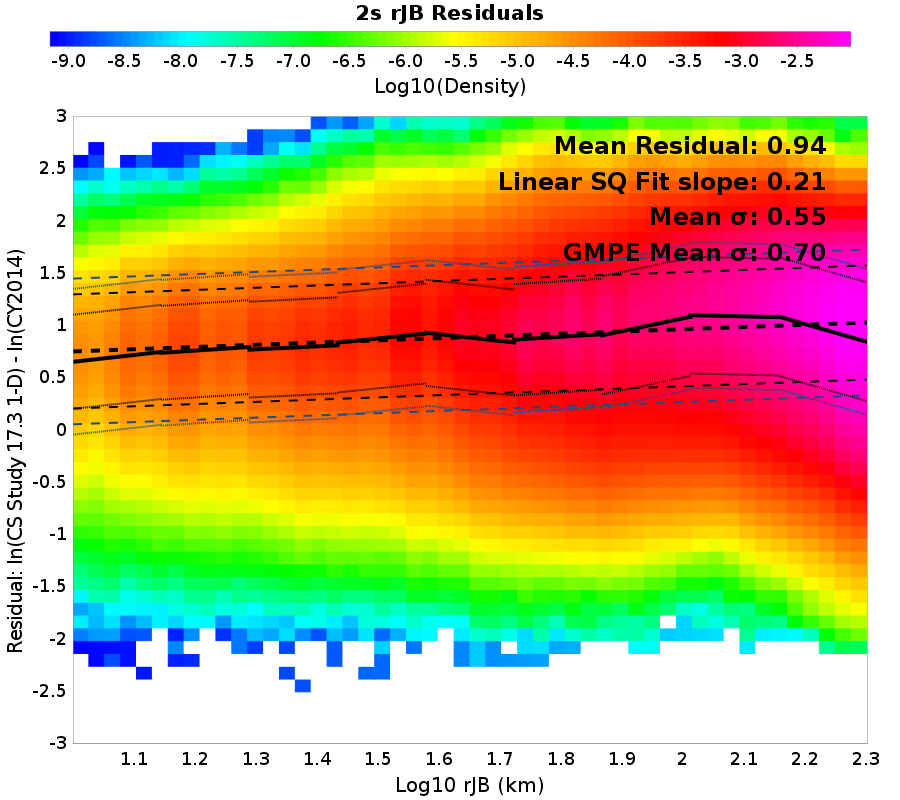 2s rJB Residuals
-9.0 -8.5 -8.0 -7.5 -7.0 -6.5 -6.0 -5.5 -5.0 -4.5 -4.0 -3.5 -3.0 -2.5
Log10(Density)
Mean Residual: 0.94
Linear SQ Fit slope: 0.21
Mean σ: 0.55
GMPE Mean σ: 0.70
Residual: ln(CS Study 17.3 1-D) - ln(CY2014)
3
2.5
2
1.5
1
0.5
0
-0.5
-1
-1.5
-2
-2.5
-3
1.1 1.2 1.3 1.4 1.5 1.6 1.7 1.8 1.9 2 2.1 2.2 2.3
Log10 rJB (km)